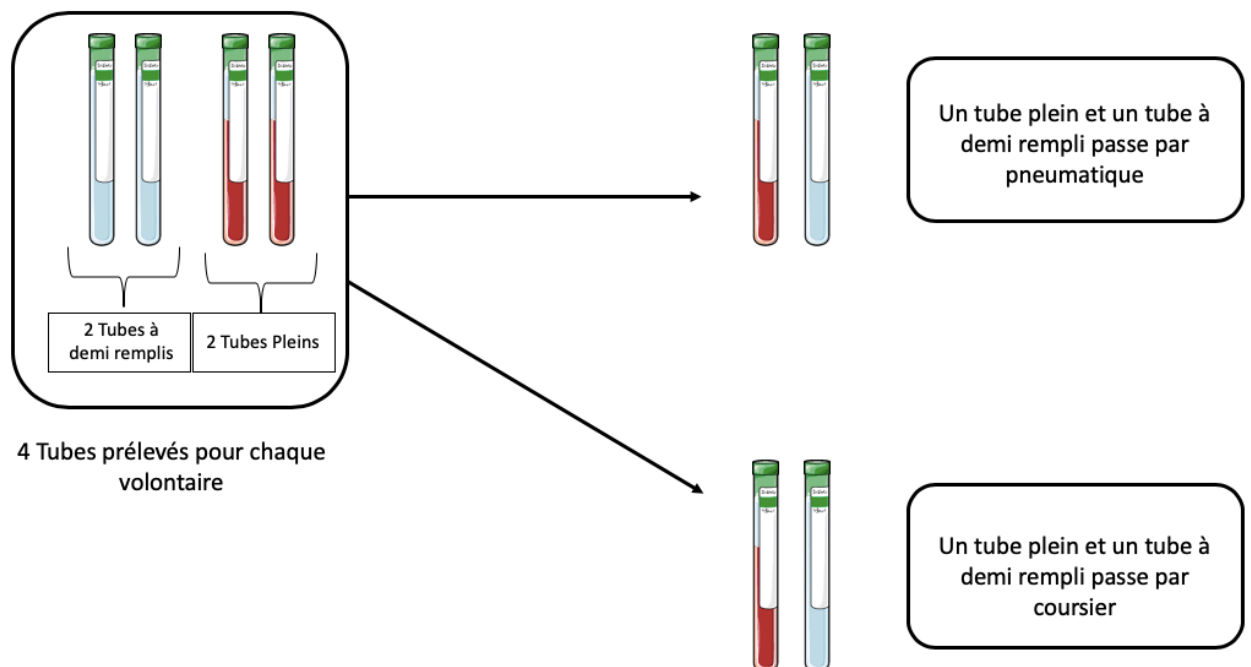 2 Tubes à
demi remplis
2 Tubes Pleins
4 Tubes prélevés pour chaque
volontaire
Un tube plein et un tube à
demi rempli passe par
pneumatique
Un tube plein et un tube à
demi rempli passe par
coursier